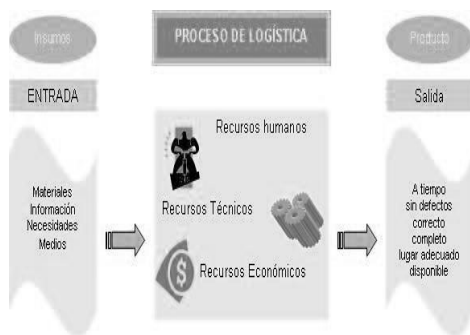 Insumos
PROCESO DE LOGÍSTICA
Producto
ENTRADA
Salida
Recursos humanos
Recursos Técnicos
Recursos Económicos
Materiales
Información
Necesidades
Medios
A tiempo
sin defectos
correcto
completo
lugar adecuado
disponible